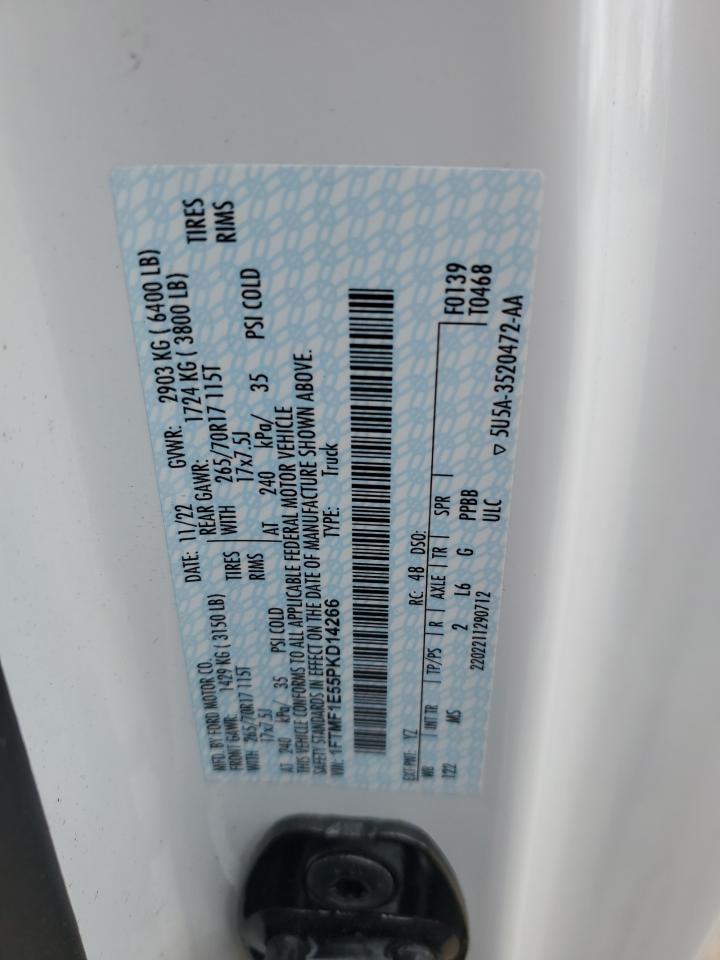 MFD. BY FORD MOTOR CO. DATE: 11/22 GVWR: 2903 KG ( 6400 LB)
FRONT GAWR: 1429 KG ( 3150 LB) REAR GAWR: 1724 KG ( 3800 LB)
WITH 265/70R17 115T TIRES WITH 265/70R17 115T TIRES
17x7.5J RIMS 17x7.5J RIMS
AT 240 kPa/ 35 PSI COLD AT 240 kPa/ 35 PSI COLD
THIS VEHICLE CONFORMS TO ALL APPLICABLE FEDERAL MOTOR VEHICLE
SAFETY STANDARDS IN EFFECT ON THE DATE OF MANUFACTURE SHOWN ABOVE.
VIN: 1FTMF1E55PKD14266 TYPE: Truck
EXT PNT: YZ RC: 48 DSO: F0139
WB INT TR TP/PS R AXLE TR SPR T0468
122 MS 2 L6 G PPBB
2202211290712 ULC ▽ 5U5A-3520472-AA